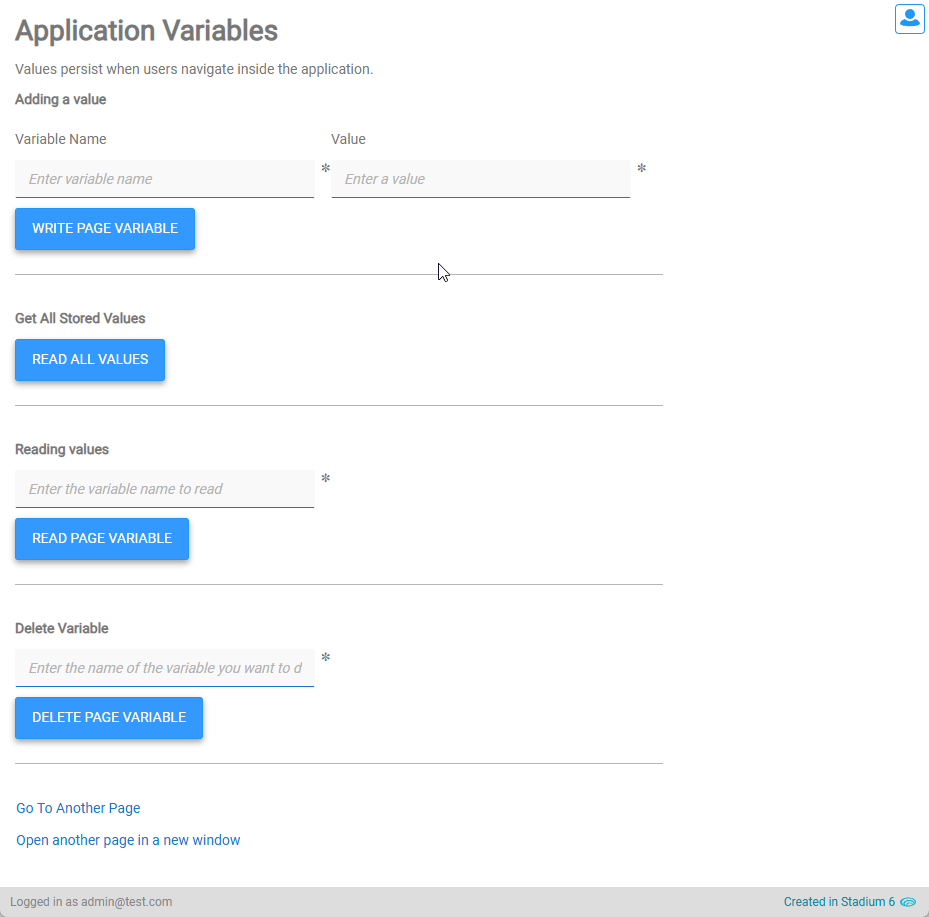 Application Variables
Values persist when users navigate inside the application.
Adding a value
Variable Name Value
Enter variable name * Enter a value *
WRITE PAGE VARIABLE
Get All Stored Values
READ ALL VALUES
Reading values
Enter the variable name to read *
READ PAGE VARIABLE
Delete Variable
Enter the name of the variable you want to d *
DELETE PAGE VARIABLE
Go To Another Page
Open another page in a new window
Logged in as admin@test.com Created in Stadium 6